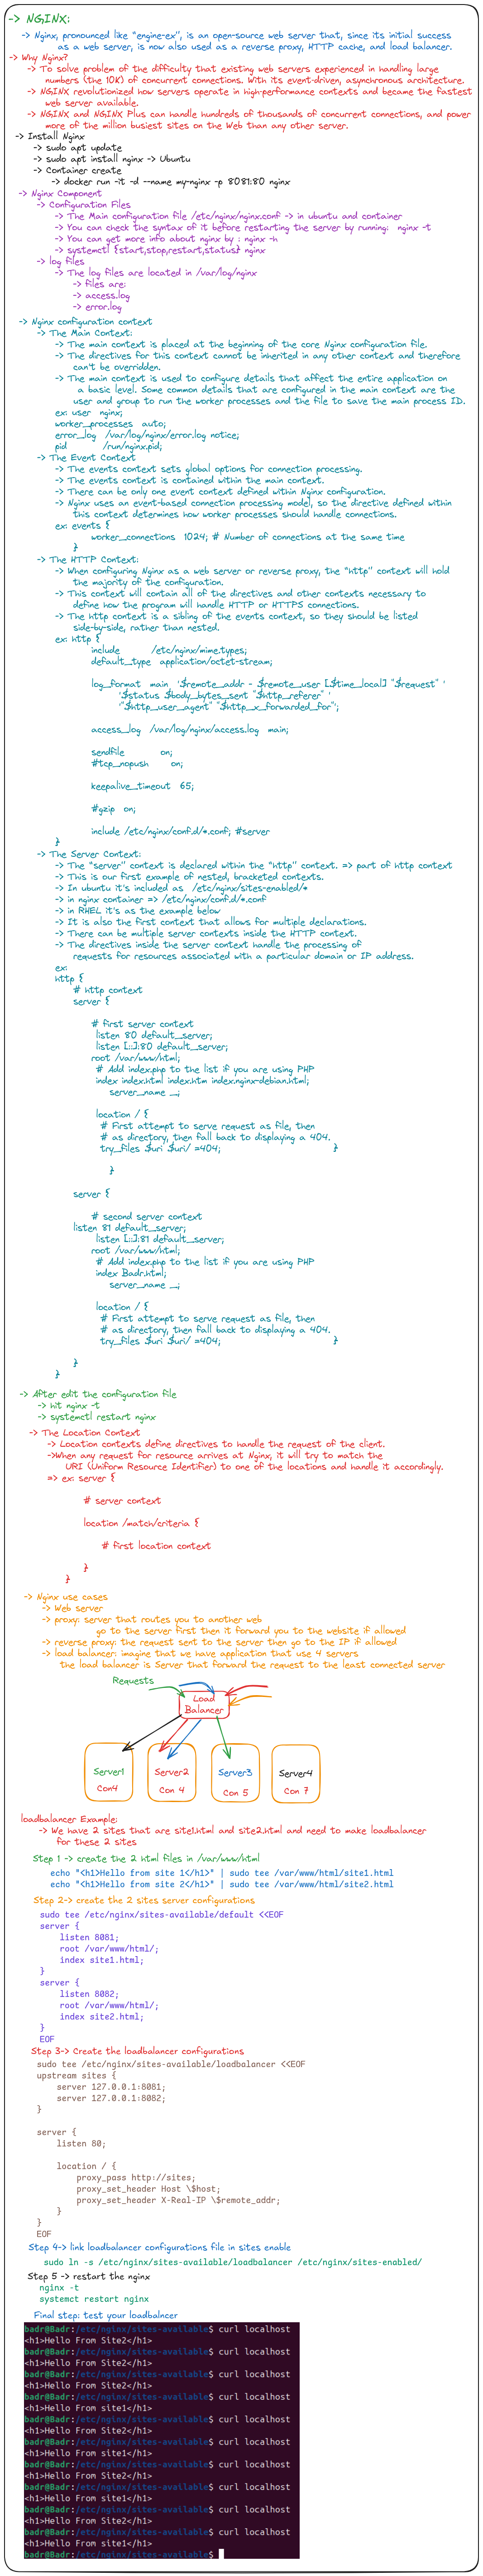 -> NGINX:
-> Nginx, pronounced like "engine-ex", is an open-source web server that, since its initial success
as a web server, is now also used as a reverse proxy, HTTP cache, and load balancer.
-> Why Nginx?
-> To solve problem of the difficulty that existing web servers experienced in handling large
numbers (the 10K) of concurrent connections. With its event-driven, asynchronous architecture.
-> NGINX revolutionized how servers operate in high-performance contexts and became the fastest
web server available.
-> NGINX and NGINX Plus can handle hundreds of thousands of concurrent connections, and power
more of the million busiest sites on the Web than any other server.
-> Install Nginx
-> sudo apt update
-> sudo apt install nginx -> Ubuntu
-> Container create
-> docker run -it -d --name my-nginx -p 8081:80 nginx
-> Nginx Component
-> Configuration Files
-> The Main configuration file /etc/nginx/nginx.conf -> in ubuntu and container
-> You can check the syntax of it before restarting the server by running: nginx -t
-> You can get more info about nginx by : nginx -h
-> systemctl {start,stop,restart,status} nginx
-> log files
-> The log files are located in /var/log/nginx
-> files are:
-> access.log
-> error.log
-> Nginx configuration context
-> The Main Context:
-> The main context is placed at the beginning of the core Nginx configuration file.
-> The directives for this context cannot be inherited in any other context and therefore
can't be overridden.
-> The main context is used to configure details that affect the entire application on
a basic level. Some common details that are configured in the main context are the
user and group to run the worker processes and the file to save the main process ID.
ex: user nginx;
worker_processes auto;
error_log /var/log/nginx/error.log notice;
pid /run/nginx.pid;
-> The Event Context
-> The events context sets global options for connection processing.
-> The events context is contained within the main context.
-> There can be only one event context defined within Nginx configuration.
-> Nginx uses an event-based connection processing model, so the directive defined within
this context determines how worker processes should handle connections.
ex: events {
worker_connections 1024; # Number of connections at the same time
}
-> The HTTP Context:
-> When configuring Nginx as a web server or reverse proxy, the "http" context will hold
the majority of the configuration.
-> This context will contain all of the directives and other contexts necessary to
define how the program will handle HTTP or HTTPS connections.
-> The http context is a sibling of the events context, so they should be listed
side-by-side, rather than nested.
ex: http {
include /etc/nginx/mime.types;
default_type application/octet-stream;
log_format main '$remote_addr - $remote_user [$time_local] "$request" '
'$status $body_bytes_sent "$http_referer" '
'"$http_user_agent" "$http_x_forwarded_for"';
access_log /var/log/nginx/access.log main;
sendfile on;
#tcp_nopush on;
keepalive_timeout 65;
#gzip on;
include /etc/nginx/conf.d/*.conf; #server
}
-> The Server Context:
-> The "server" context is declared within the "http" context. => part of http context
-> This is our first example of nested, bracketed contexts.
-> In ubuntu it's included as /etc/nginx/sites-enabled/*
-> in nginx container => /etc/nginx/conf.d/*.conf
-> in RHEL it's as the example below
-> It is also the first context that allows for multiple declarations.
-> There can be multiple server contexts inside the HTTP context.
-> The directives inside the server context handle the processing of
requests for resources associated with a particular domain or IP address.
ex:
http {
# http context
server {
# first server context
listen 80 default_server;
listen [::]:80 default_server;
root /var/www/html;
# Add index.php to the list if you are using PHP
index index.html index.htm index.nginx-debian.html;
server_name _;
location / {
# First attempt to serve request as file, then
# as directory, then fall back to displaying a 404.
try_files $uri $uri/ =404; }
}
server {
# second server context
listen 81 default_server;
listen [::]:81 default_server;
root /var/www/html;
# Add index.php to the list if you are using PHP
index Badr.html;
server_name _;
location / {
# First attempt to serve request as file, then
# as directory, then fall back to displaying a 404.
try_files $uri $uri/ =404; }
}
}
-> After edit the configuration file
-> hit nginx -t
-> systemctl restart nginx
-> The Location Context
-> Location contexts define directives to handle the request of the client.
->When any request for resource arrives at Nginx, it will try to match the
URI (Uniform Resource Identifier) to one of the locations and handle it accordingly.
=> ex: server {
# server context
location /match/criteria {
# first location context
}
}
-> Nginx use cases
-> Web server
-> proxy: server that routes you to another web
go to the server first then it forward you to the website if allowed
-> reverse proxy: the request sent to the server then go to the IP if allowed
-> load balancer: imagine that we have application that use 4 servers
the load balancer is Server that forward the request to the least connected server
Requests
Load
Balancer
Server1 Server2 Server3 Server4
Con4 Con 4 Con 5 Con 7
loadbalancer Example:
-> We have 2 sites that are site1.html and site2.html and need to make loadbalancer
for these 2 sites
Step 1 -> create the 2 html files in /var/www/html
echo "<h1>Hello from site 1</h1>" | sudo tee /var/www/html/site1.html
echo "<h1>Hello from site 2</h1>" | sudo tee /var/www/html/site2.html
Step 2-> create the 2 sites server configurations
sudo tee /etc/nginx/sites-available/default <<EOF
server {
listen 8081;
root /var/www/html/;
index site1.html;
}
server {
listen 8082;
root /var/www/html/;
index site2.html;
}
EOF
Step 3-> Create the loadbalancer configurations
sudo tee /etc/nginx/sites-available/loadbalancer <<EOF
upstream sites {
server 127.0.0.1:8081;
server 127.0.0.1:8082;
}
server {
listen 80;
location / {
proxy_pass http://sites;
proxy_set_header Host \$host;
proxy_set_header X-Real-IP \$remote_addr;
}
}
EOF
Step 4-> link loadbalancer configurations file in sites enable
sudo ln -s /etc/nginx/sites-available/loadbalancer /etc/nginx/sites-enabled/
Step 5 -> restart the nginx
nginx -t
systemct restart nginx
Final step: test your loadbalncer
badr@Badr:/etc/nginx/sites-available$ curl localhost
<h1>Hello From Site2</h1>
badr@Badr:/etc/nginx/sites-available$ curl localhost
<h1>Hello From Site2</h1>
badr@Badr:/etc/nginx/sites-available$ curl localhost
<h1>Hello From Site2</h1>
badr@Badr:/etc/nginx/sites-available$ curl localhost
<h1>Hello From site1</h1>
badr@Badr:/etc/nginx/sites-available$ curl localhost
<h1>Hello From Site2</h1>
badr@Badr:/etc/nginx/sites-available$ curl localhost
<h1>Hello From site1</h1>
badr@Badr:/etc/nginx/sites-available$ curl localhost
<h1>Hello From Site2</h1>
badr@Badr:/etc/nginx/sites-available$ curl localhost
<h1>Hello From site1</h1>
badr@Badr:/etc/nginx/sites-available$ curl localhost
<h1>Hello From Site2</h1>
badr@Badr:/etc/nginx/sites-available$ curl localhost
<h1>Hello From site1</h1>
badr@Badr:/etc/nginx/sites-available$